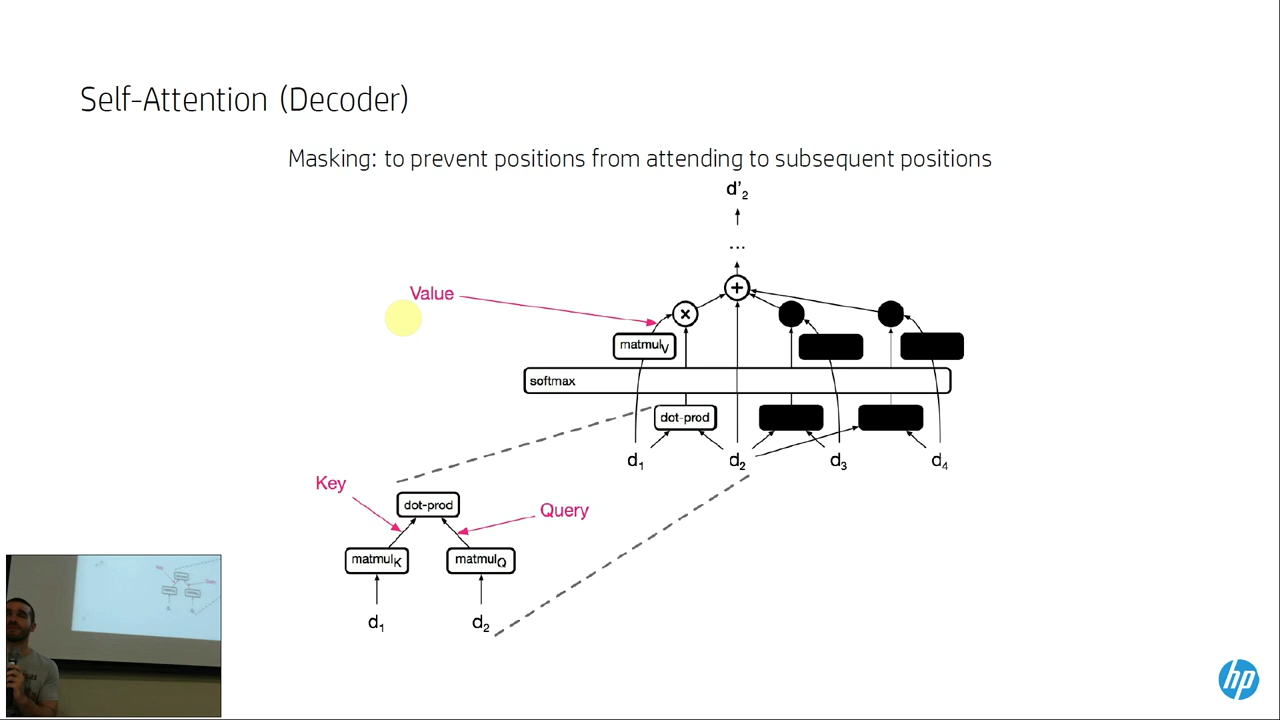 Self-Attention (Decoder)
Masking: to prevent positions from attending to subsequent positions
d'2
...
Value
+
x
matmulV
softmax
dot-prod
d1
d2
d3
d4
Key
dot-prod
Query
matmulK
matmulQ
d1
d2
hp